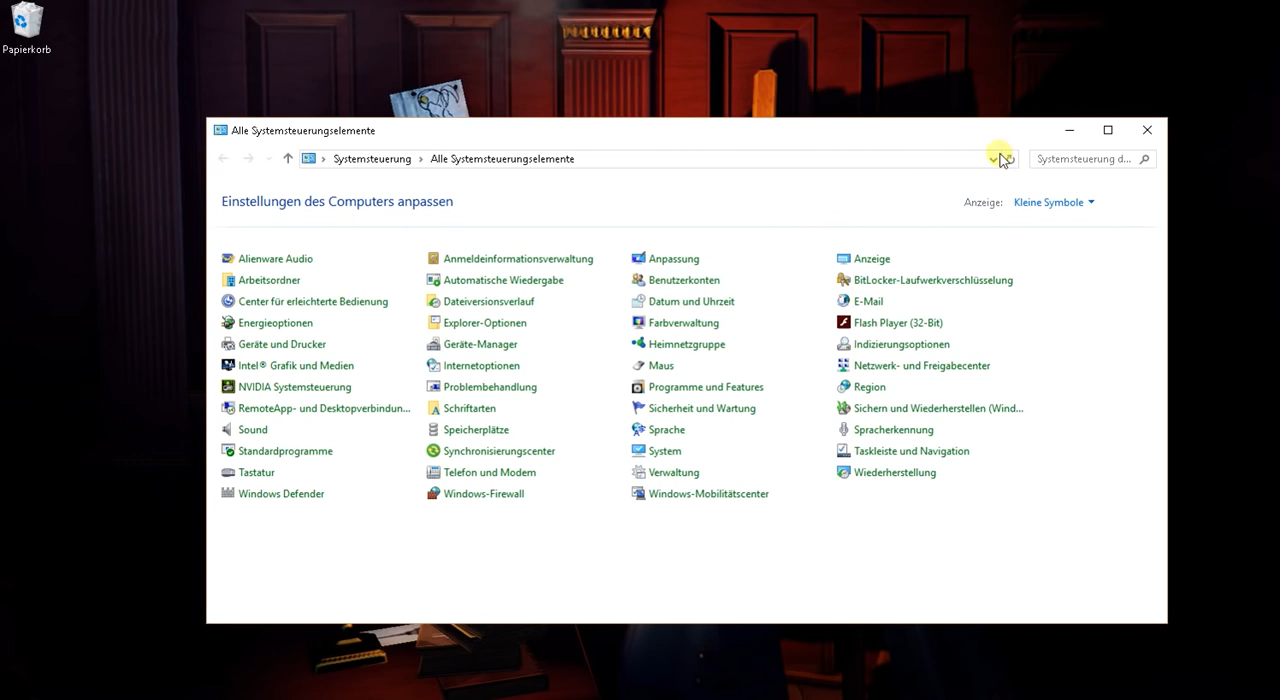 Papierkorb
Alle Systemsteuerungselemente
Systemsteuerung Alle Systemsteuerungselemente Systemsteuerung d...
Einstellungen des Computers anpassen Anzeige: Kleine Symbole
Alienware Audio Anmeldeinformationsverwaltung Anpassung Anzeige
Arbeitsordner Automatische Wiedergabe Benutzerkonten BitLocker-Laufwerkverschlüsselung
Center für erleichterte Bedienung Dateiversionsverlauf Datum und Uhrzeit E-Mail
Energieoptionen Explorer-Optionen Farbverwaltung Flash Player (32-Bit)
Geräte und Drucker Geräte-Manager Heimnetzgruppe Indizierungsoptionen
Intel® Grafik und Medien Internetoptionen Maus Netzwerk- und Freigabecenter
NVIDIA Systemsteuerung Problembehandlung Programme und Features Region
RemoteApp- und Desktopverbindun... Schriftarten Sicherheit und Wartung Sichern und Wiederherstellen (Wind...
Sound Speicherplätze Sprache Spracherkennung
Standardprogramme Synchronisierungscenter System Taskleiste und Navigation
Tastatur Telefon und Modem Verwaltung Wiederherstellung
Windows Defender Windows-Firewall Windows-Mobilitätscenter